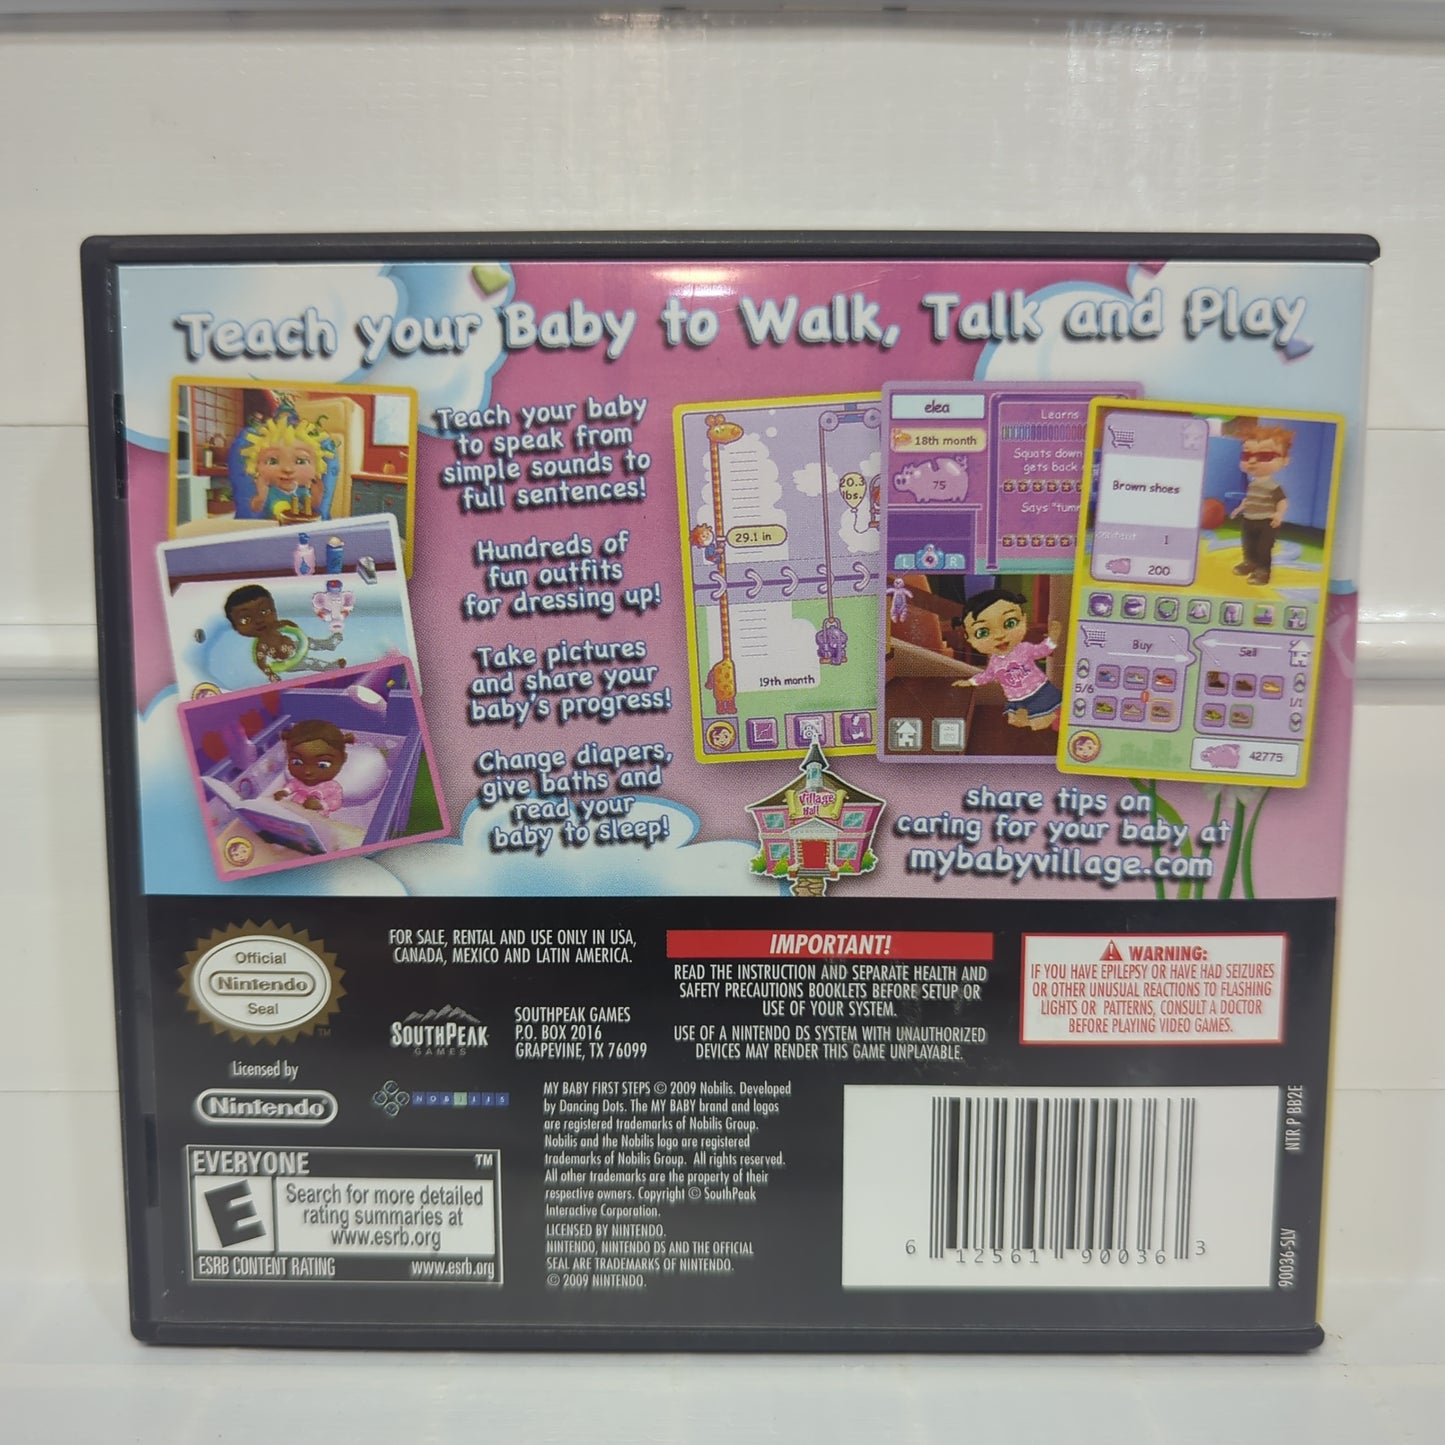 Teach your Baby to Walk, Talk and Play
Teach your baby
to speak from
simple sounds to
full sentences!
Hundreds of
fun outfits
for dressing up!
Take pictures
and share your
baby's progress!
Change diapers,
give baths and
read your
baby to sleep!
29.1 in
20.3
lbs.
19th month
elea
18th month
75
L R
Learns
Squats down
gets back
Says "tum
Brown shoes
1
200
Buy
Sell
5/6
1/1
42775
Village
Hall
share tips on
caring for your baby at
mybabyvillage.com
Official
Nintendo
Seal
TM
Licensed by
Nintendo
FOR SALE, RENTAL AND USE ONLY IN USA,
CANADA, MEXICO AND LATIN AMERICA.
SOUTHPEAK
GAMES
SOUTHPEAK GAMES
P.O. BOX 2016
GRAPEVINE, TX 76099
NOBILIS
IMPORTANT!
READ THE INSTRUCTION AND SEPARATE HEALTH AND
SAFETY PRECAUTIONS BOOKLETS BEFORE SETUP OR
USE OF YOUR SYSTEM.
USE OF A NINTENDO DS SYSTEM WITH UNAUTHORIZED
DEVICES MAY RENDER THIS GAME UNPLAYABLE.
WARNING:
IF YOU HAVE EPILEPSY OR HAVE HAD SEIZURES
OR OTHER UNUSUAL REACTIONS TO FLASHING
LIGHTS OR PATTERNS, CONSULT A DOCTOR
BEFORE PLAYING VIDEO GAMES.
MY BABY FIRST STEPS © 2009 Nobilis. Developed
by Dancing Dots. The MY BABY brand and logos
are registered trademarks of Nobilis Group.
Nobilis and the Nobilis logo are registered
trademarks of Nobilis Group. All rights reserved.
All other trademarks are the property of their
respective owners. Copyright © SouthPeak
Interactive Corporation.
LICENSED BY NINTENDO.
NINTENDO, NINTENDO DS AND THE OFFICIAL
SEAL ARE TRADEMARKS OF NINTENDO.
© 2009 NINTENDO.
EVERYONE TM
E
Search for more detailed
rating summaries at
www.esrb.org
ESRB CONTENT RATING www.esrb.org
6 12561 90036 3
NTR P BB2E
90036-SLV